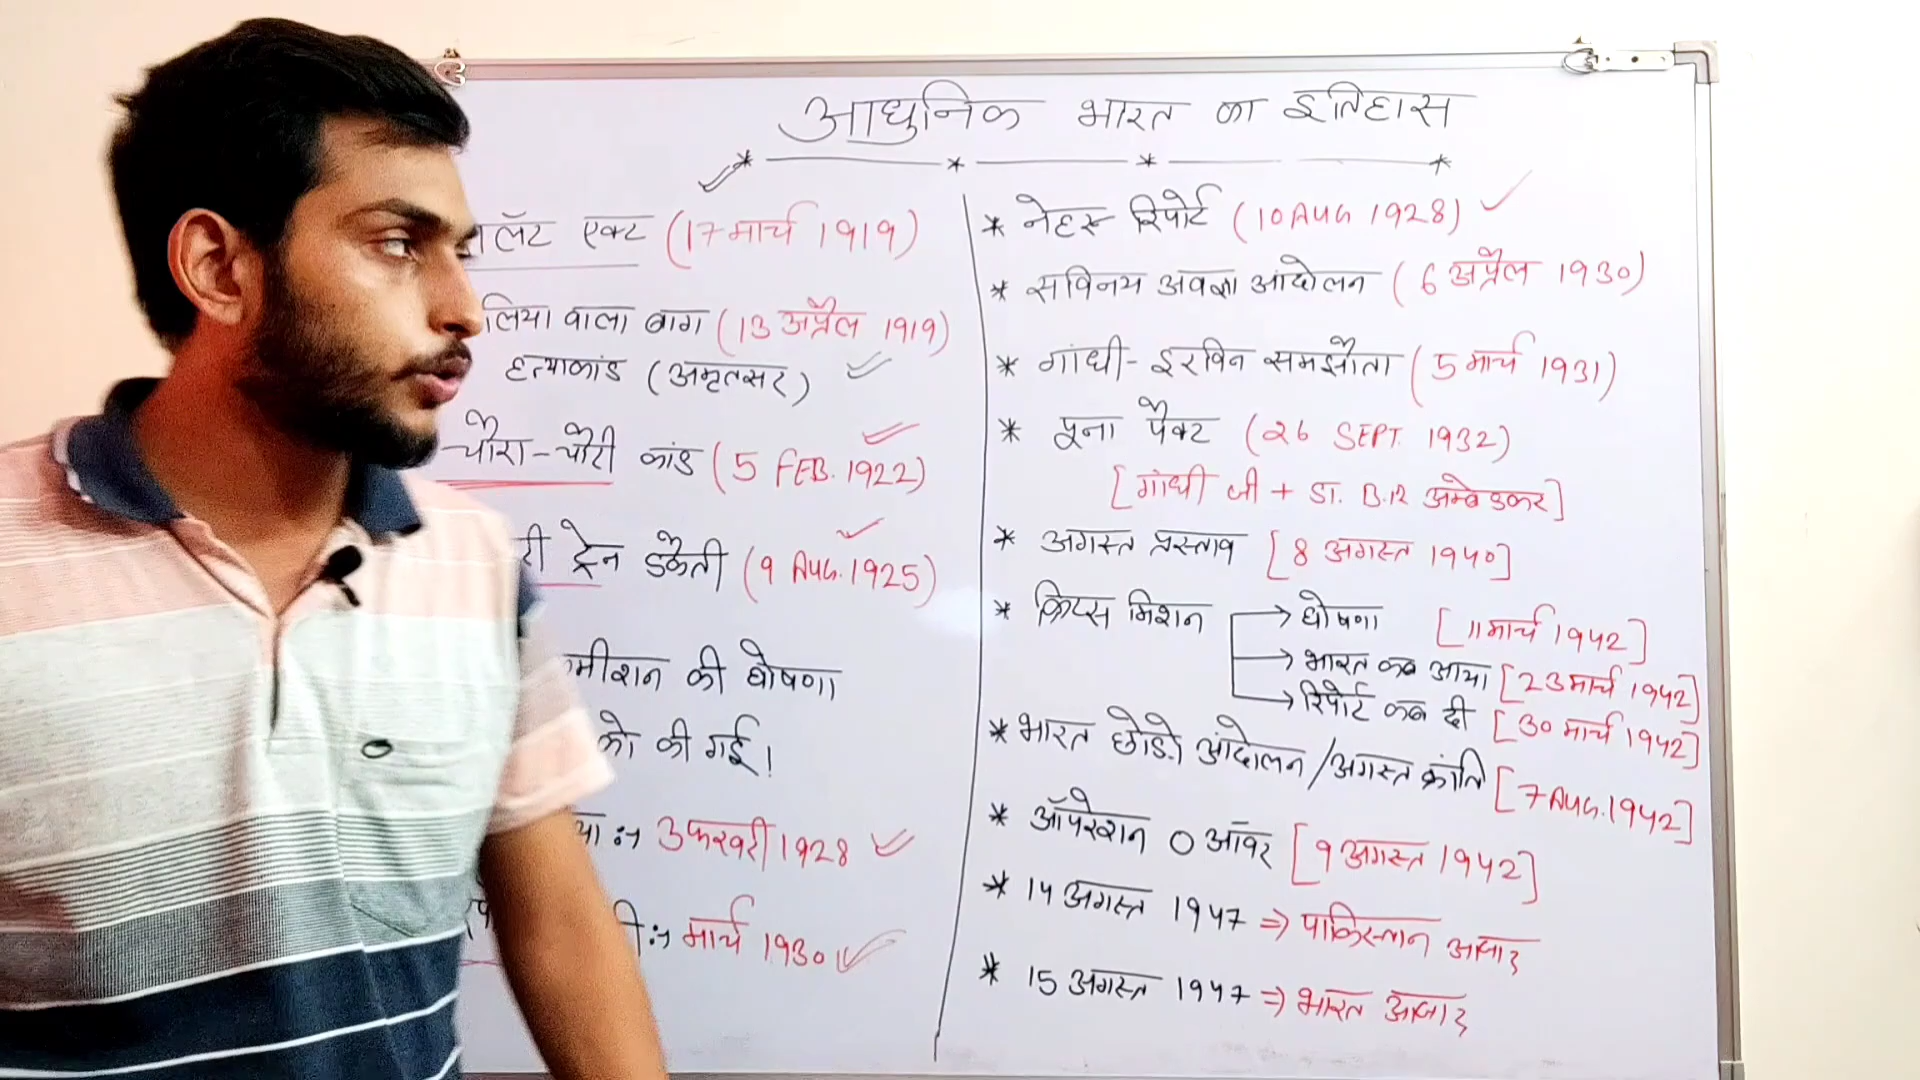 आधुनिक भारत का इतिहास
लॅट एक्ट (17 मार्च 1919)
लिया वाला बाग (13 अप्रैल 1919)
हत्याकांड (अमृतसर)
चौरा-चौरी कांड (5 FEB. 1922)
री ट्रेन डकैती (9 AUG. 1925)
मीशन की घोषणा
को की गई।
या :- 3 फरवरी 1928
ी :- मार्च 1930
* नेहरू रिपोर्ट (10 AUG 1928)
* सविनय अवज्ञा आंदोलन (6 अप्रैल 1930)
* गांधी-इरविन समझौता (5 मार्च 1931)
* पूना पैक्ट (26 SEPT. 1932)
[गांधी जी + डा. B.R अम्बेडकर]
* अगस्त प्रस्ताव [8 अगस्त 1940]
* क्रिप्स मिशन → घोषणा [11 मार्च 1942]
→ भारत कब आया [23 मार्च 1942]
→ रिपोर्ट कब दी [30 मार्च 1942]
* भारत छोड़ो आंदोलन/अगस्त क्रांति [7 AUG. 1942]
* ऑपरेशन 0 ऑवर [9 अगस्त 1942]
* 14 अगस्त 1947 ⇒ पाकिस्तान आजाद
* 15 अगस्त 1947 ⇒ भारत आजाद